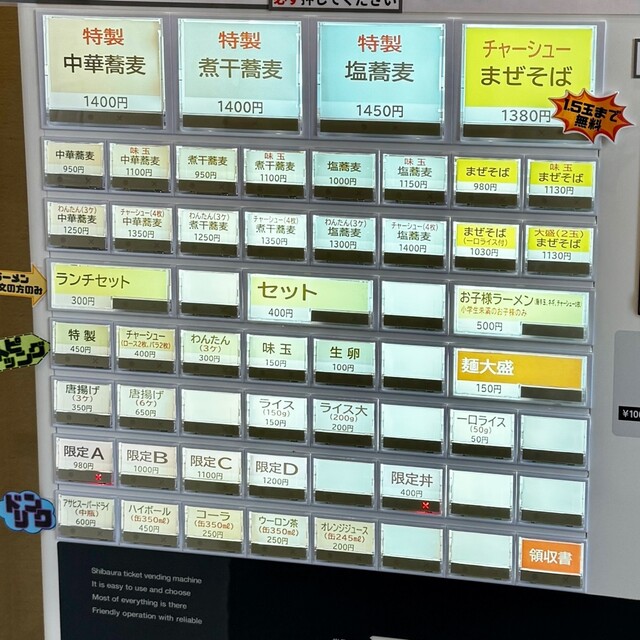 必ず押してください
特製
中華蕎麦
1400円
特製
煮干蕎麦
1400円
特製
塩蕎麦
1450円
チャーシュー
まぜそば
1380円
1.5玉まで
無料
中華蕎麦
950円
味玉
中華蕎麦
1100円
煮干蕎麦
950円
味玉
煮干蕎麦
1100円
塩蕎麦
1000円
味玉
塩蕎麦
1150円
まぜそば
980円
味玉
まぜそば
1130円
わんたん(3ケ)
中華蕎麦
1250円
チャーシュー(4枚)
中華蕎麦
1350円
わんたん(3ケ)
煮干蕎麦
1250円
チャーシュー(4枚)
煮干蕎麦
1350円
わんたん(3ケ)
塩蕎麦
1300円
チャーシュー(4枚)
塩蕎麦
1400円
まぜそば
(一口ライス付)
1030円
大盛(2玉)
まぜそば
1130円
ラーメン
文の方のみ
ランチセット
300円
セット
400円
お子様ラーメン
小学生未満のお子様のみ
500円
特製
450円
チャーシュー
(ロース2枚、バラ2枚)
400円
わんたん
(3ケ)
300円
味玉
150円
生卵
100円
麺大盛
150円
唐揚げ
(3ケ)
350円
唐揚げ
(6ケ)
650円
ライス
(150g)
150円
ライス大
(200g)
200円
一口ライス
(50g)
50円
限定A
980円
限定B
1000円
限定C
1100円
限定D
1200円
限定丼
400円
アサヒスーパードライ
(中瓶)
600円
ハイボール
(缶350㎖)
450円
コーラ
(缶350㎖)
250円
ウーロン茶
(缶350㎖)
250円
オレンジジュース
(缶245㎖)
200円
領収書
Shibaura ticket vending machine
It is easy to use and choose
Most of everything is there
Friendly operation with reliable